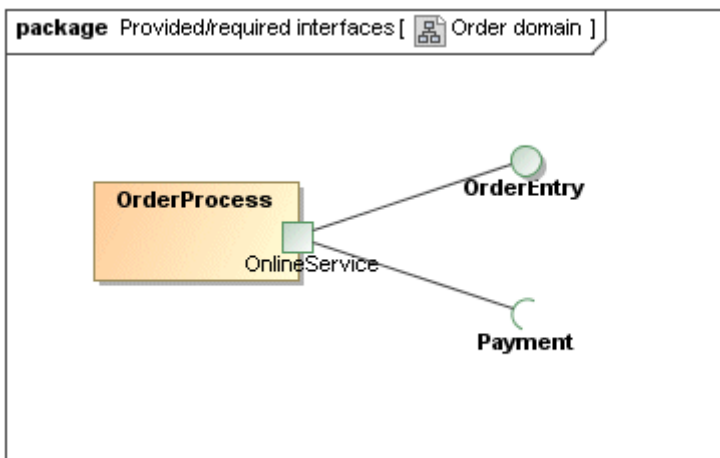 package Provided/required interfaces [ Order domain ]
OrderProcess
OrderEntry
OnlineService
Payment